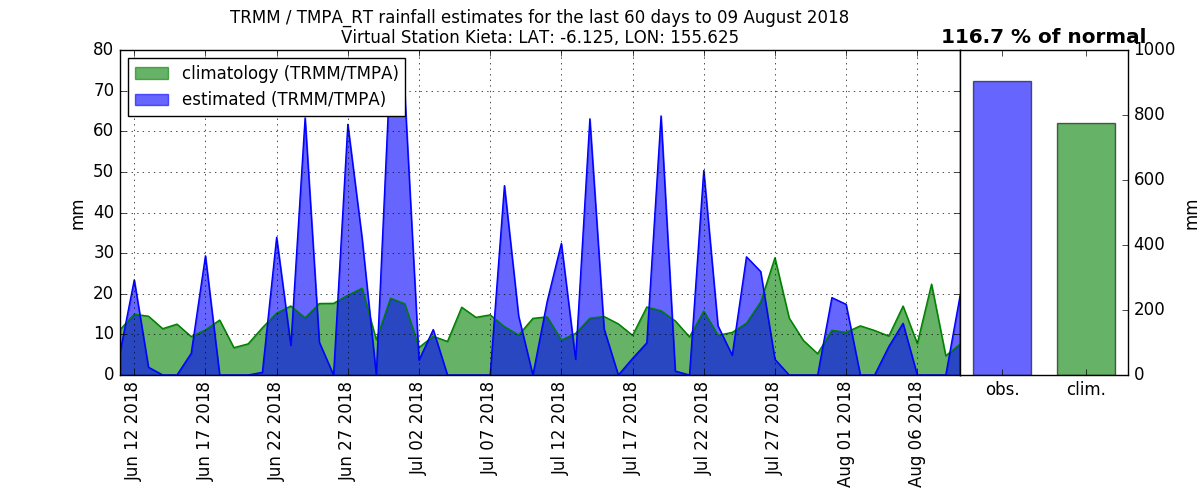 TRMM / TMPA_RT rainfall estimates for the last 60 days to 09 August 2018
Virtual Station Kieta: LAT: -6.125, LON: 155.625
116.7 % of normal
climatology (TRMM/TMPA)
estimated (TRMM/TMPA)
mm
80
70
60
50
40
30
20
10
0
Jun 12 2018
Jun 17 2018
Jun 22 2018
Jun 27 2018
Jul 02 2018
Jul 07 2018
Jul 12 2018
Jul 17 2018
Jul 22 2018
Jul 27 2018
Aug 01 2018
Aug 06 2018
obs.
clim.
1000
800
600
400
200
0
mm